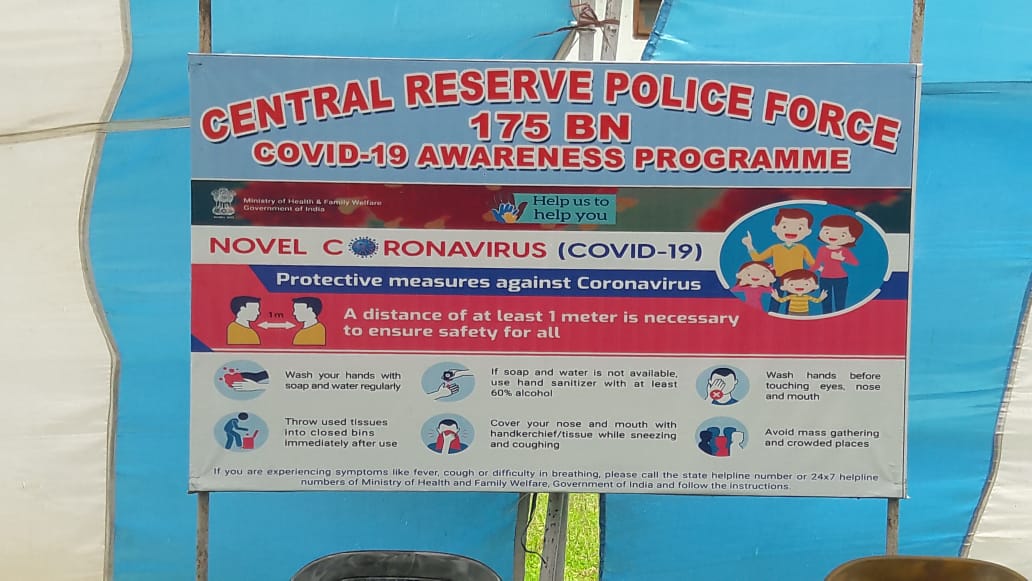 CENTRAL RESERVE POLICE FORCE
175 BN
COVID-19 AWARENESS PROGRAMME
Ministry of Health & Family Welfare
Government of India
Help us to
help you
NOVEL CORONAVIRUS (COVID-19)
Protective measures against Coronavirus
1 m
A distance of at least 1 meter is necessary
to ensure safety for all
Wash your hands with
soap and water regularly
If soap and water is not available,
use hand sanitizer with at least
60% alcohol
Wash hands before
touching eyes, nose
and mouth
Throw used tissues
into closed bins
immediately after use
Cover your nose and mouth with
handkerchief/tissue while sneezing
and coughing
Avoid mass gathering
and crowded places
If you are experiencing symptoms like fever, cough or difficulty in breathing, please call the state helpline number or 24x7 helpline
numbers of Ministry of Health and Family Welfare, Government of India and follow the instructions.